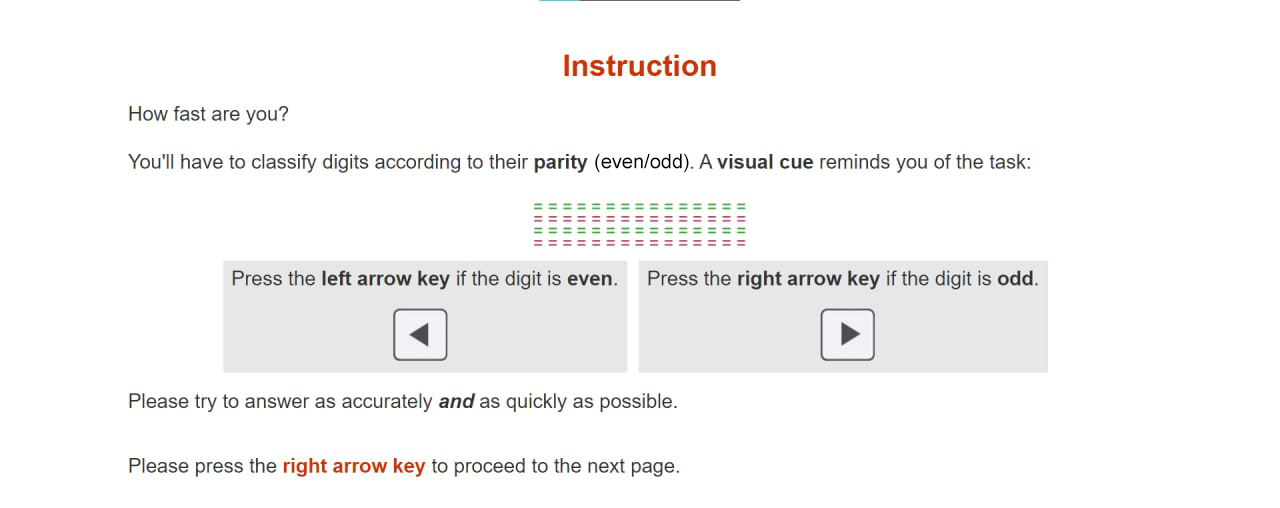 Instruction
How fast are you?
You'll have to classify digits according to their parity (even/odd). A visual cue reminds you of the task:
= = = = = = = = = = = = = = =
= = = = = = = = = = = = = = =
= = = = = = = = = = = = = = =
= = = = = = = = = = = = = = =
Press the left arrow key if the digit is even.
Press the right arrow key if the digit is odd.
Please try to answer as accurately and as quickly as possible.
Please press the right arrow key to proceed to the next page.